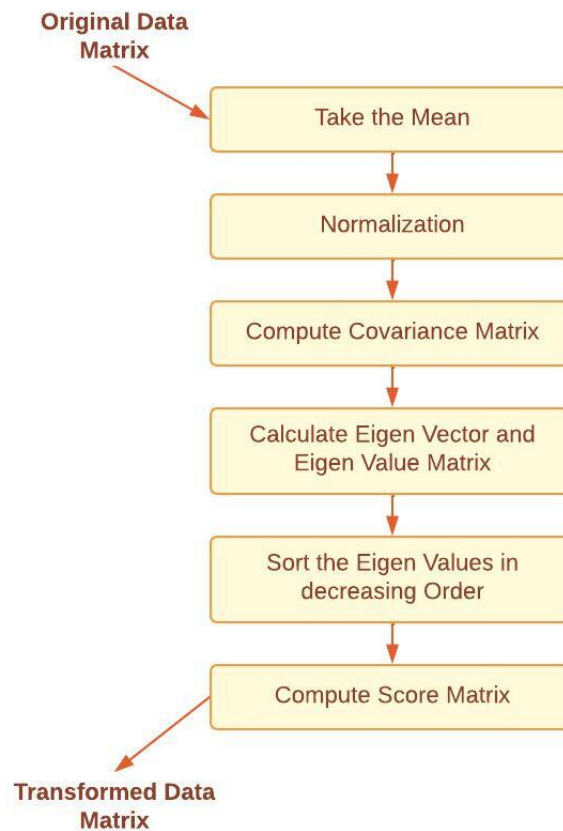 Original Data
Matrix
Take the Mean
Normalization
Compute Covariance Matrix
Calculate Eigen Vector and
Eigen Value Matrix
Sort the Eigen Values in
decreasing Order
Compute Score Matrix
Transformed Data
Matrix